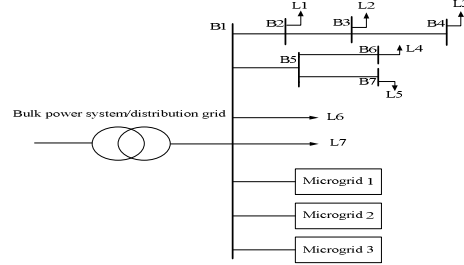 L1
L2
L3
B1
B2
B3
B4
B5
B6
L4
B7
L5
Bulk power system/distribution grid
L6
L7
Microgrid 1
Microgrid 2
Microgrid 3